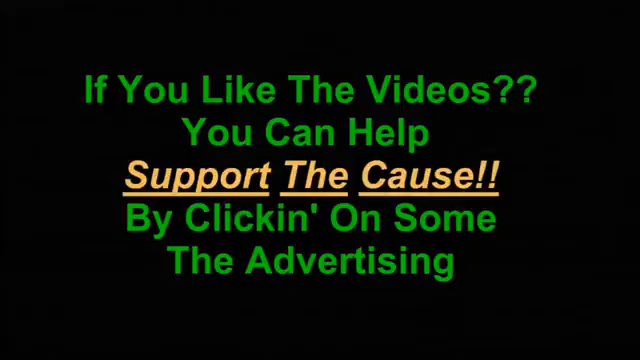 If You Like The Videos??
You Can Help
Support The Cause!!
By Clickin' On Some
The Advertising